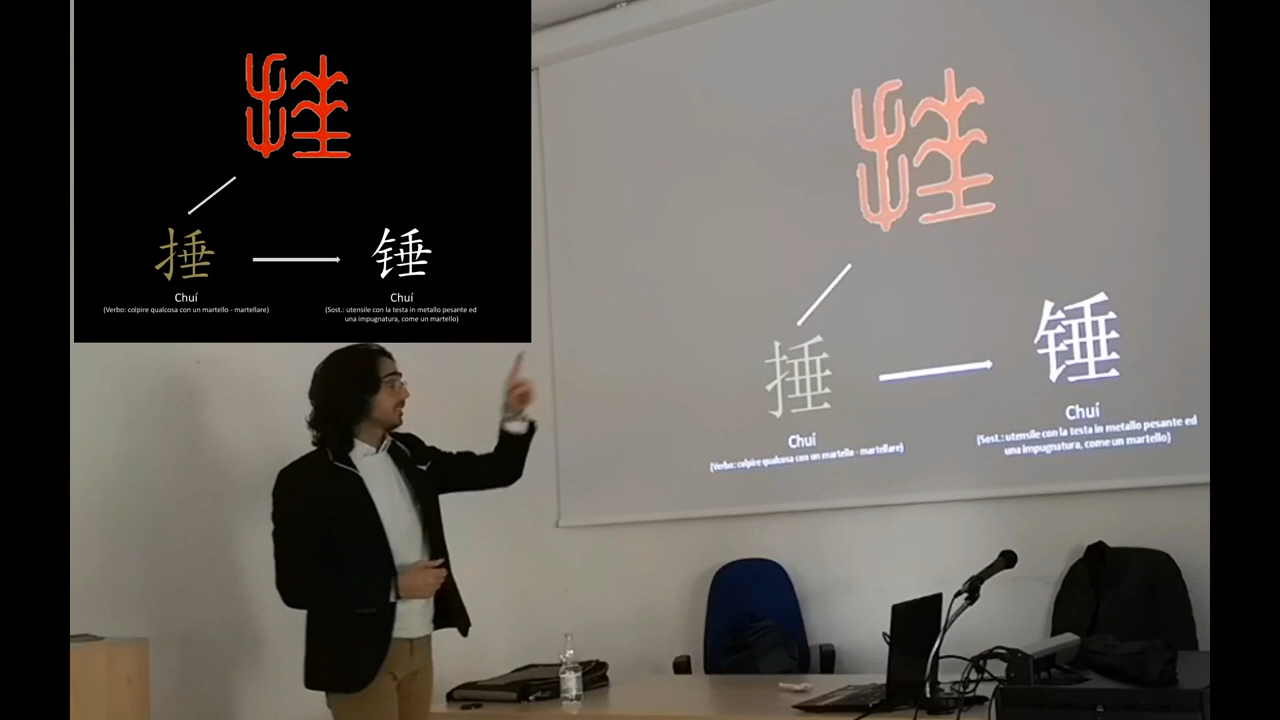 捶
锤
Chuí
Chuí
(Verbo: colpire qualcosa con un martello - martellare)
(Sost.: utensile con la testa in metallo pesante ed
una impugnatura, come un martello)
捶
锤
Chuí
Chuí
(Verbo: colpire qualcosa con un martello - martellare)
(Sost.: utensile con la testa in metallo pesante ed
una impugnatura, come un martello)